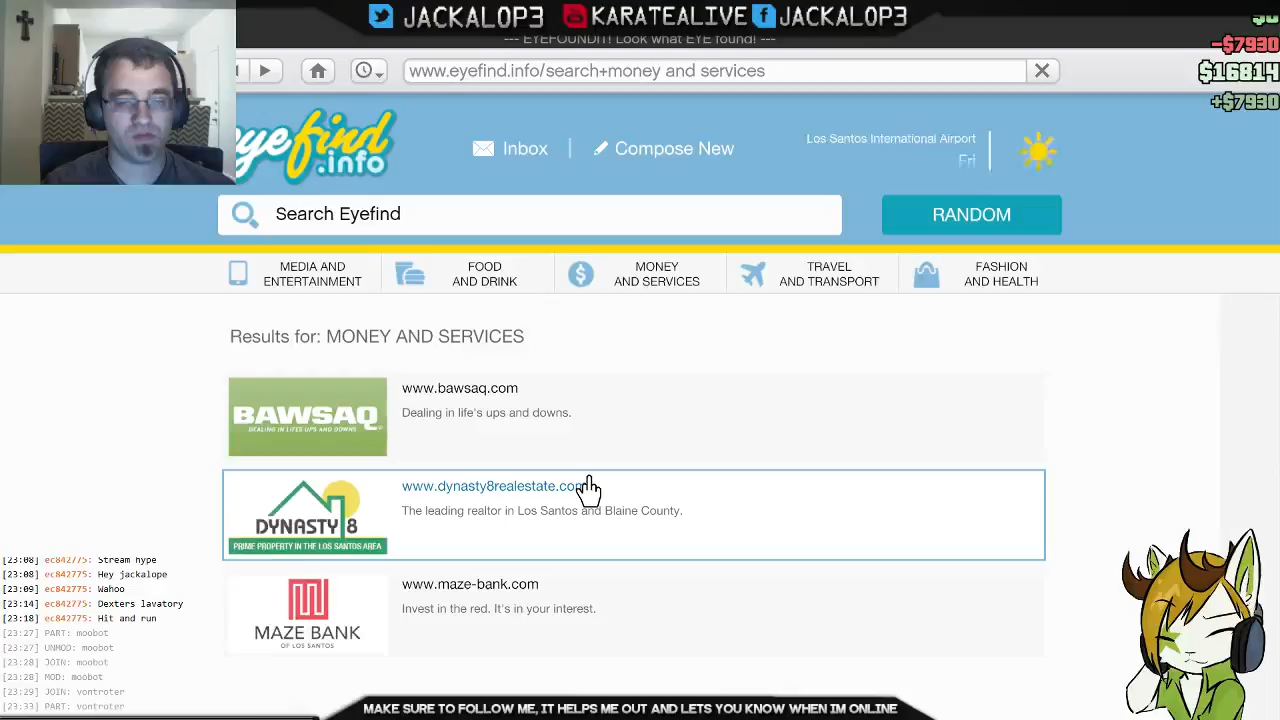 JACKALOP3 KARATEALIVE JACKALOP3
--- EYEFOUNDIT! Look what EYE found! ---
www.eyefind.info/search+money and services
-$7930
$16814
+$7930
eyefind
.info
Inbox
Compose New
Los Santos International Airport
Fri
Search Eyefind
RANDOM
MEDIA AND
ENTERTAINMENT
FOOD
AND DRINK
MONEY
AND SERVICES
TRAVEL
AND TRANSPORT
FASHION
AND HEALTH
Results for: MONEY AND SERVICES
BAWSAQ
DEALING IN LIFE'S UPS AND DOWNS
www.bawsaq.com
Dealing in life's ups and downs.
DYNASTY 8
PRIME PROPERTY IN THE LOS SANTOS AREA
www.dynasty8realestate.com
The leading realtor in Los Santos and Blaine County.
MAZE BANK
OF LOS SANTOS
www.maze-bank.com
Invest in the red. It's in your interest.
[23:08] ec842775: Stream hype
[23:08] ec842775: Hey jackalope
[23:09] ec842775: Wahoo
[23:14] ec842775: Dexters lavatory
[23:18] ec842775: Hit and run
[23:27] PART: moobot
[23:27] UNMOD: moobot
[23:28] JOIN: moobot
[23:28] MOD: moobot
[23:29] JOIN: vontroter
[23:33] PART: vontroter
MAKE SURE TO FOLLOW ME, IT HELPS ME OUT AND LETS YOU KNOW WHEN IM ONLINE